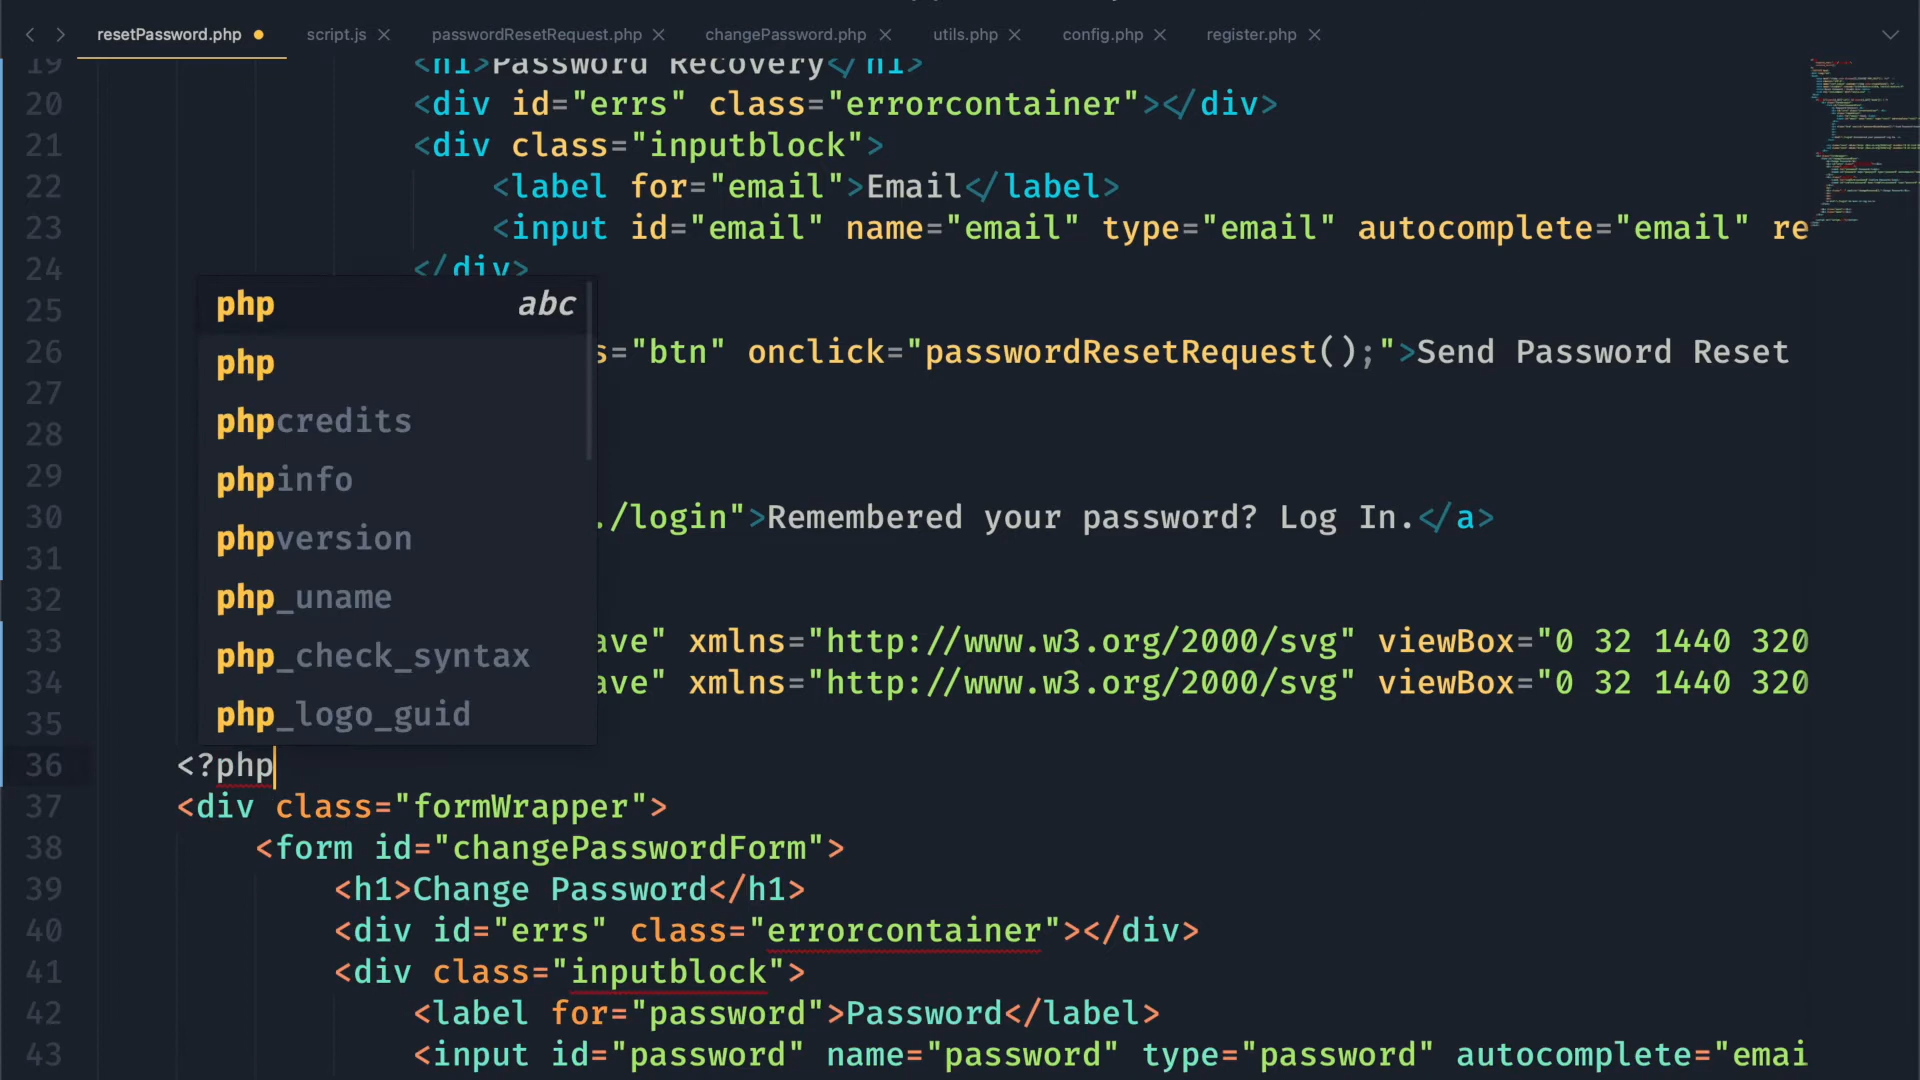 resetPassword.php script.js passwordResetRequest.php changePassword.php utils.php config.php register.php
19 <h1>Password Recovery</h1>
20 <div id="errs" class="errorcontainer"></div>
21 <div class="inputblock">
22 <label for="email">Email</label>
23 <input id="email" name="email" type="email" autocomplete="email" re
24 </div>
25
26 s="btn" onclick="passwordResetRequest();">Send Password Reset
27
28
29
30 ./login">Remembered your password? Log In.</a>
31
32
33 ave" xmlns="http://www.w3.org/2000/svg" viewBox="0 32 1440 320
34 ave" xmlns="http://www.w3.org/2000/svg" viewBox="0 32 1440 320
35
php abc
php
phpcredits
phpinfo
phpversion
php_uname
php_check_syntax
php_logo_guid
36 <?php
37 <div class="formWrapper">
38 <form id="changePasswordForm">
39 <h1>Change Password</h1>
40 <div id="errs" class="errorcontainer"></div>
41 <div class="inputblock">
42 <label for="password">Password</label>
43 <input id="password" name="password" type="password" autocomplete="emai